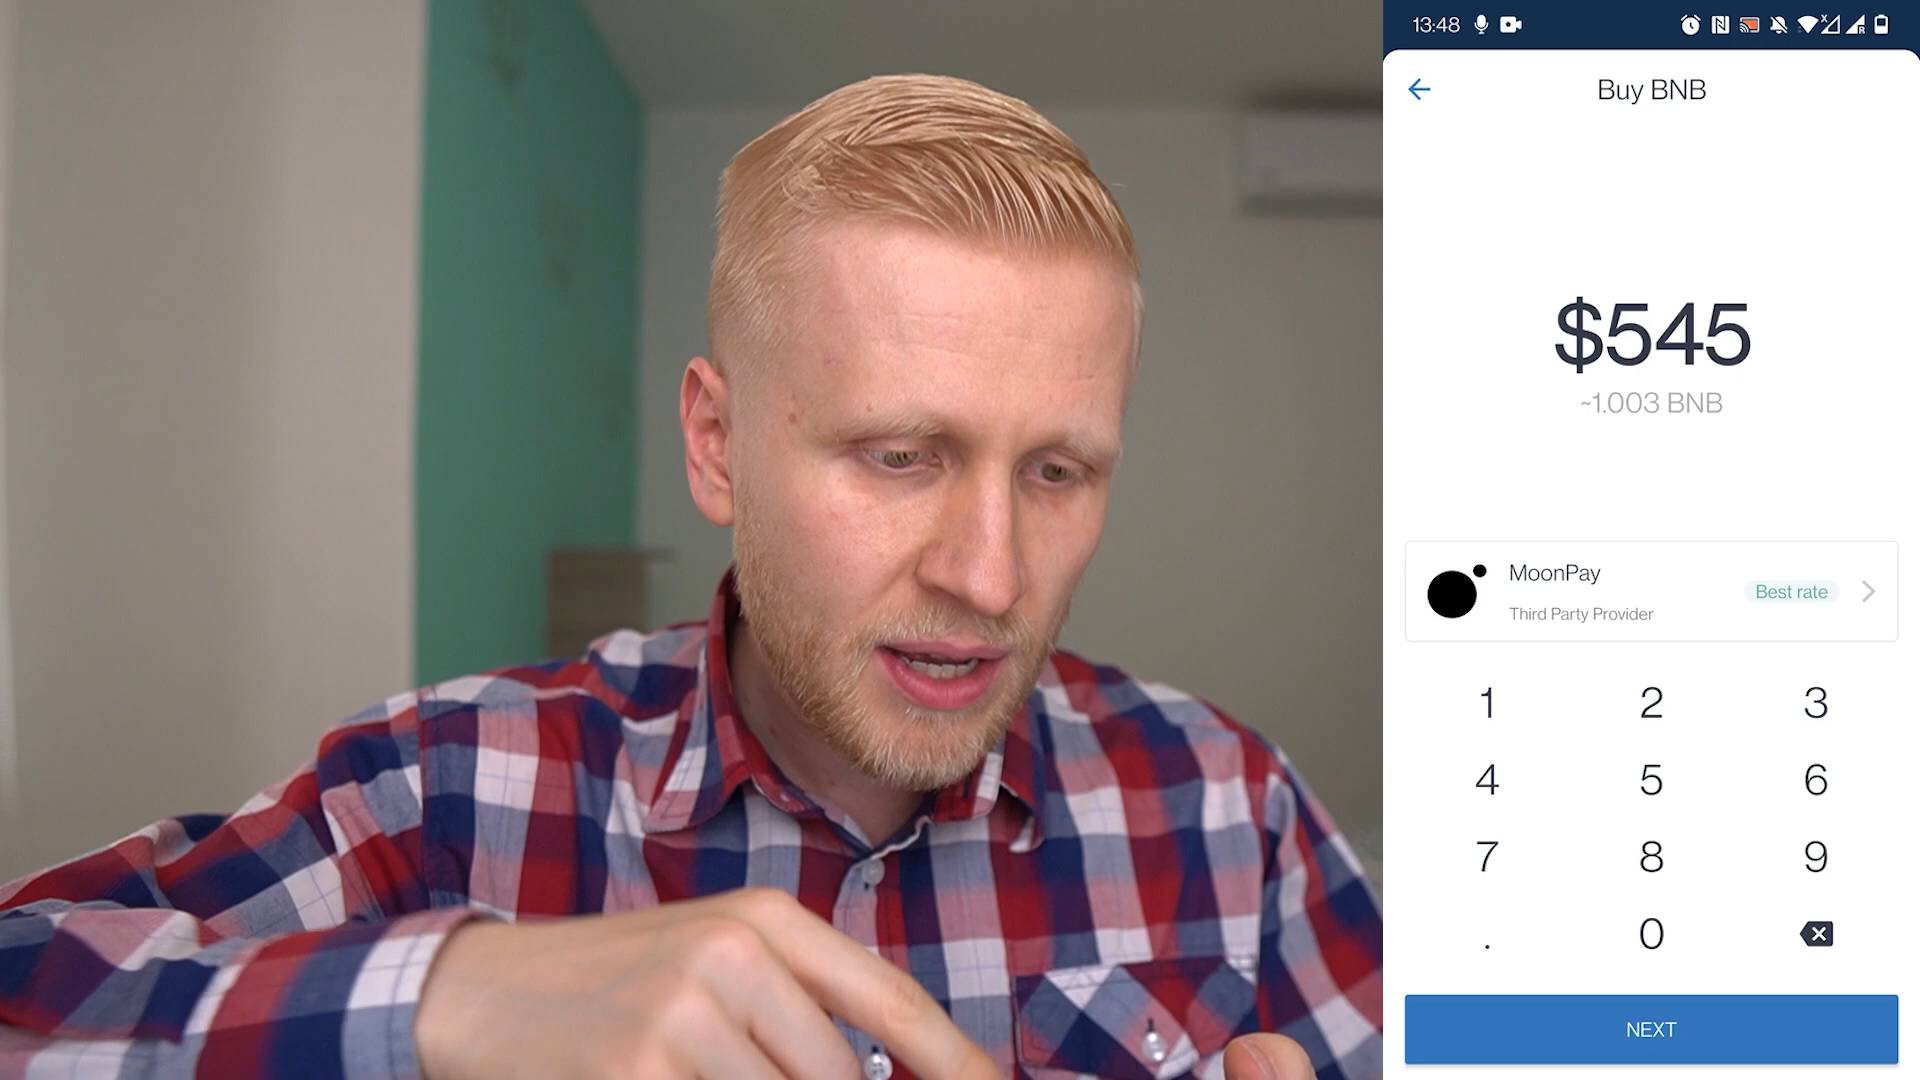 13:48
Buy BNB
$545
~1.003 BNB
MoonPay
Best rate
Third Party Provider
1 2 3
4 5 6
7 8 9
. 0
NEXT